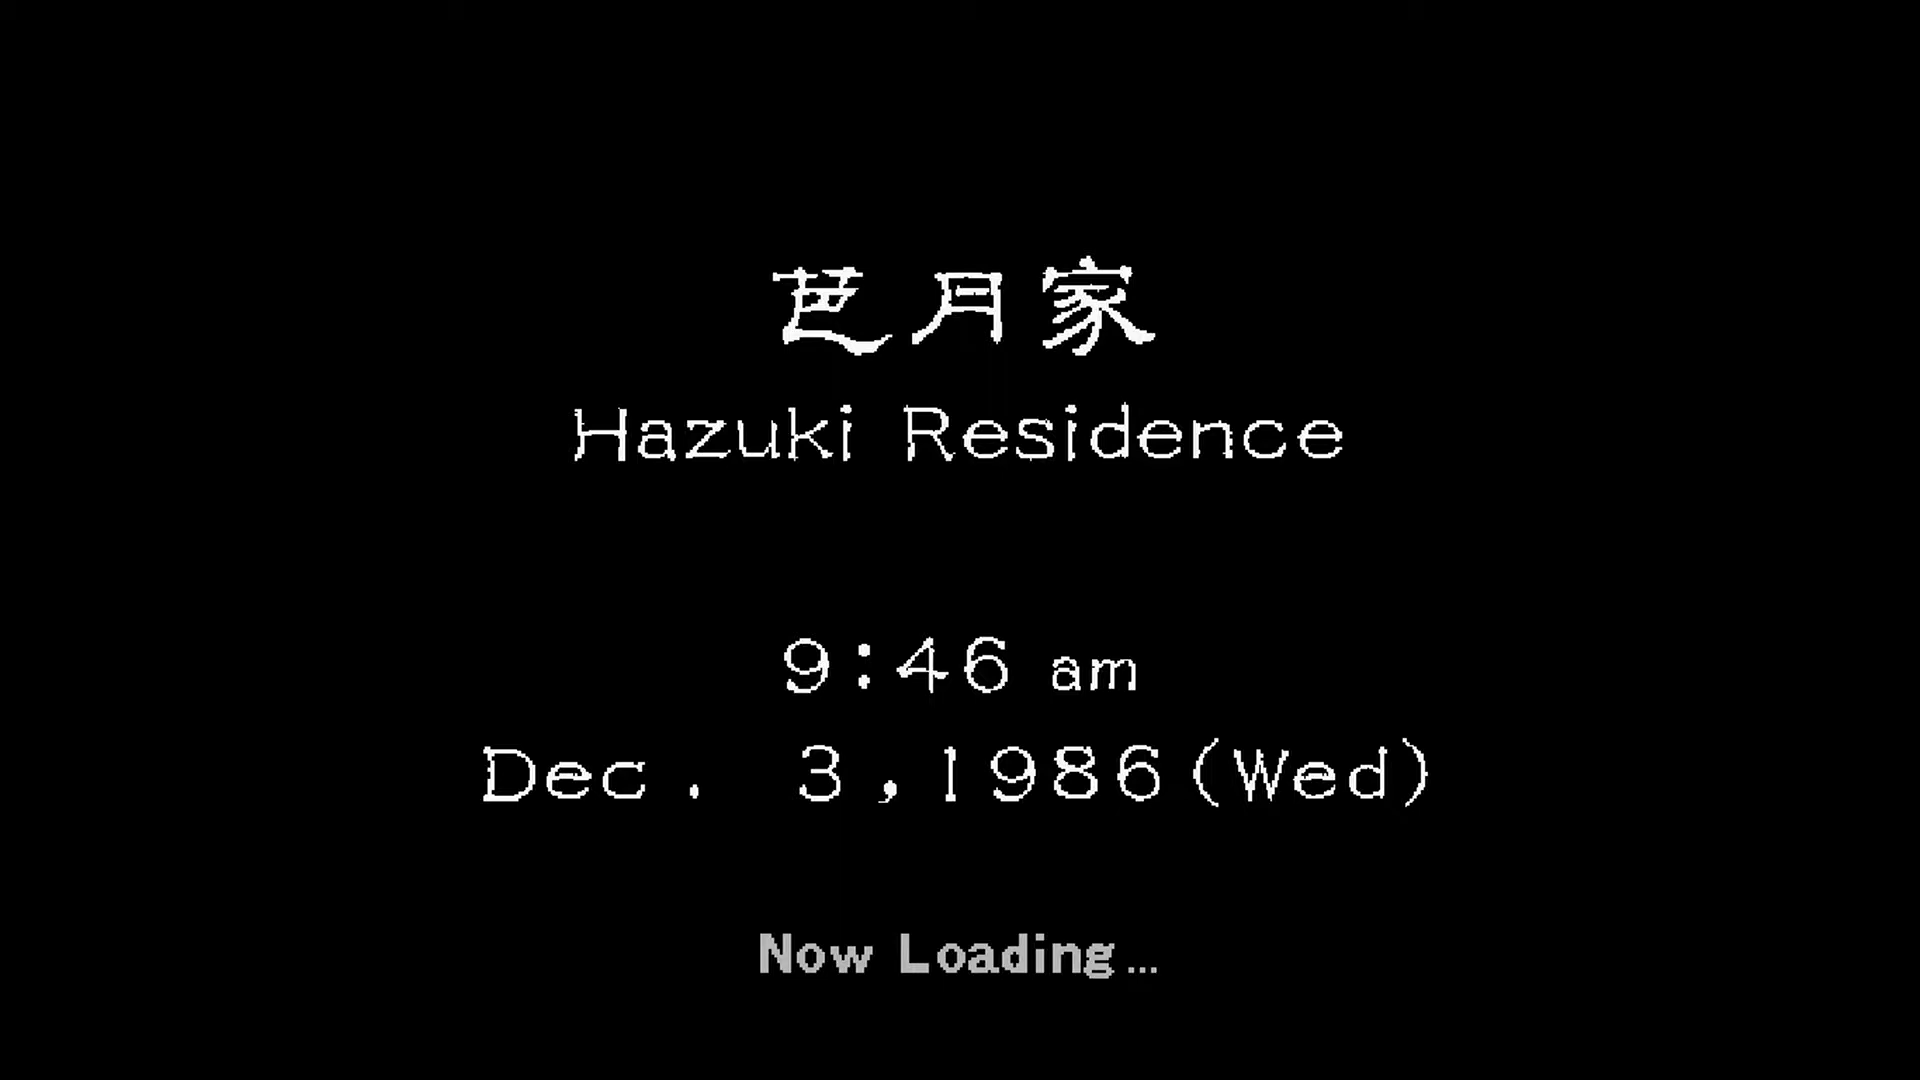 芭月家
Hazuki Residence
9:46 am
Dec. 3,1986(Wed)
Now Loading...